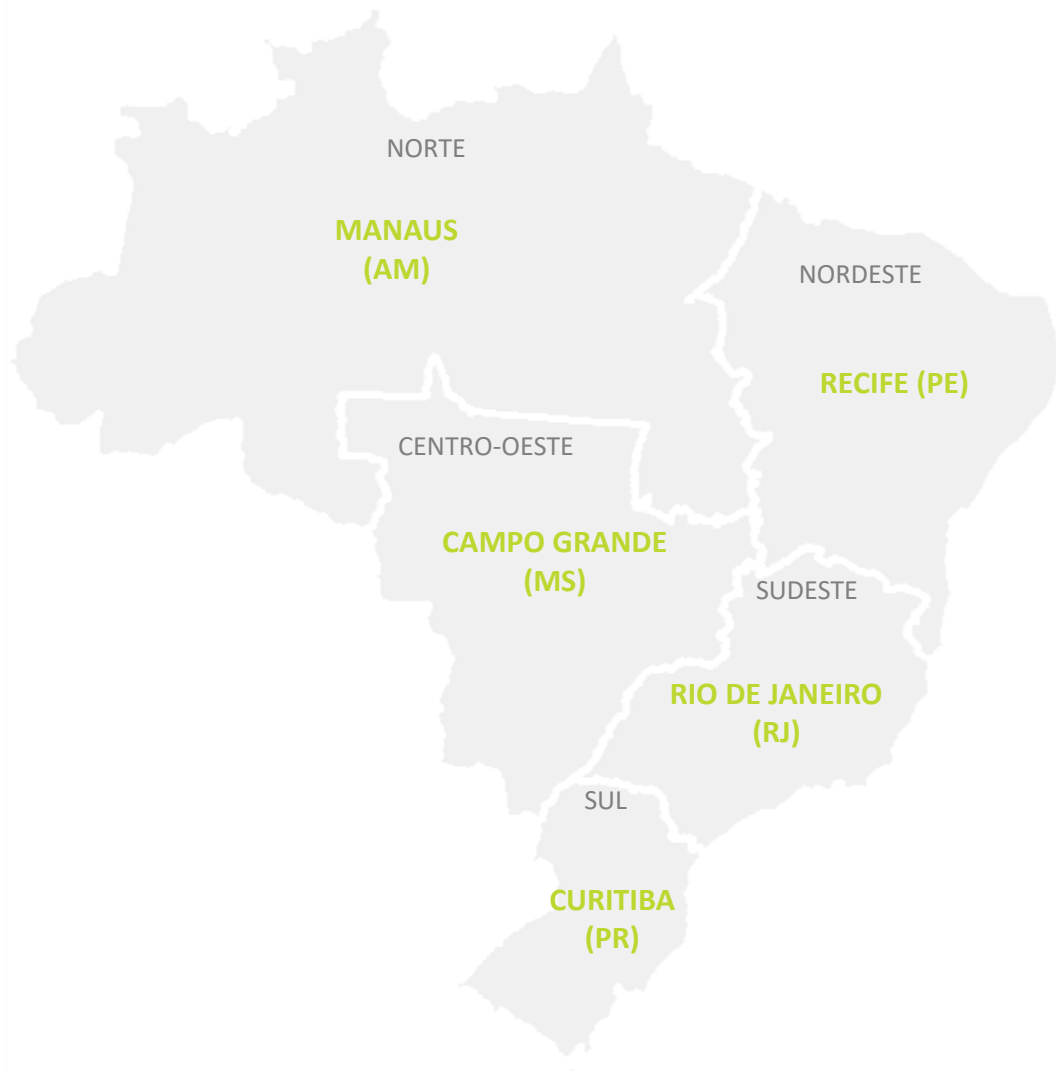 NORTE
MANAUS
(AM)
NORDESTE
RECIFE (PE)
CENTRO-OESTE
CAMPO GRANDE
(MS)
SUDESTE
RIO DE JANEIRO
(RJ)
SUL
CURITIBA
(PR)